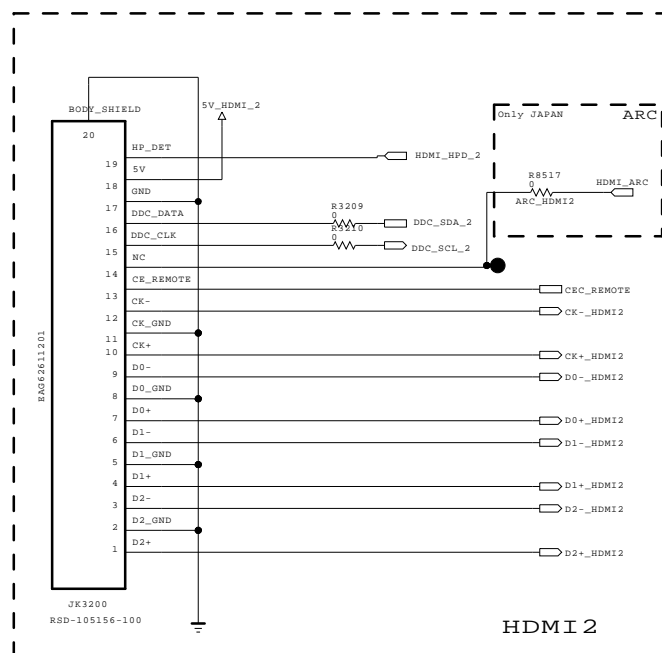 BODY_SHIELD
5V_HDMI_2
Only JAPAN
ARC
20
HP_DET
19
HDMI_HPD_2
5V
R8517
HDMI_ARC
0
ARC_HDMI2
18
GND
17
DDC_DATA
R3209
0
DDC_SDA_2
16
DDC_CLK
R3210
0
DDC_SCL_2
15
NC
14
CE_REMOTE
CEC_REMOTE
13
CK-
CK-_HDMI2
12
CK_GND
11
CK+
10
CK+_HDMI2
D0-
9
D0-_HDMI2
D0_GND
8
D0+
7
D0+_HDMI2
D1-
6
D1-_HDMI2
D1_GND
5
D1+
4
D1+_HDMI2
D2-
3
D2-_HDMI2
D2_GND
2
D2+
1
D2+_HDMI2
EAG62611201
JK3200
RSD-105156-100
HDMI2